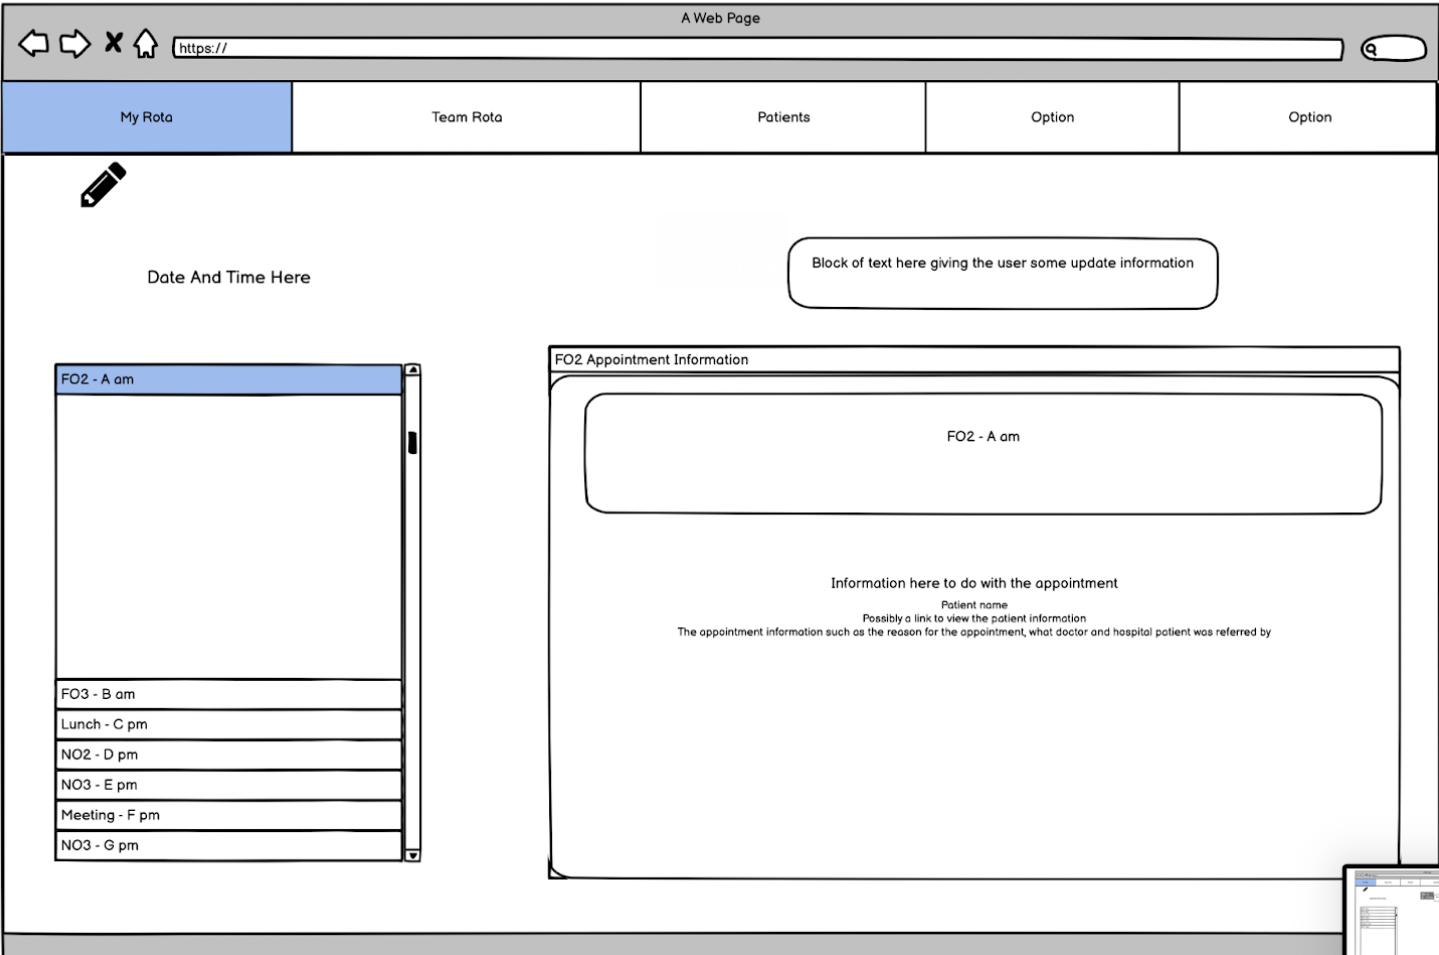 A Web Page
https://
My Rota
Team Rota
Patients
Option
Option
Date And Time Here
Block of text here giving the user some update information
FO2 - A am
FO3 - B am
Lunch - C pm
NO2 - D pm
NO3 - E pm
Meeting - F pm
NO3 - G pm
FO2 Appointment Information
FO2 - A am
Information here to do with the appointment
Patient name
Possibly a link to view the patient information
The appointment information such as the reason for the appointment, what doctor and hospital patient was referred by